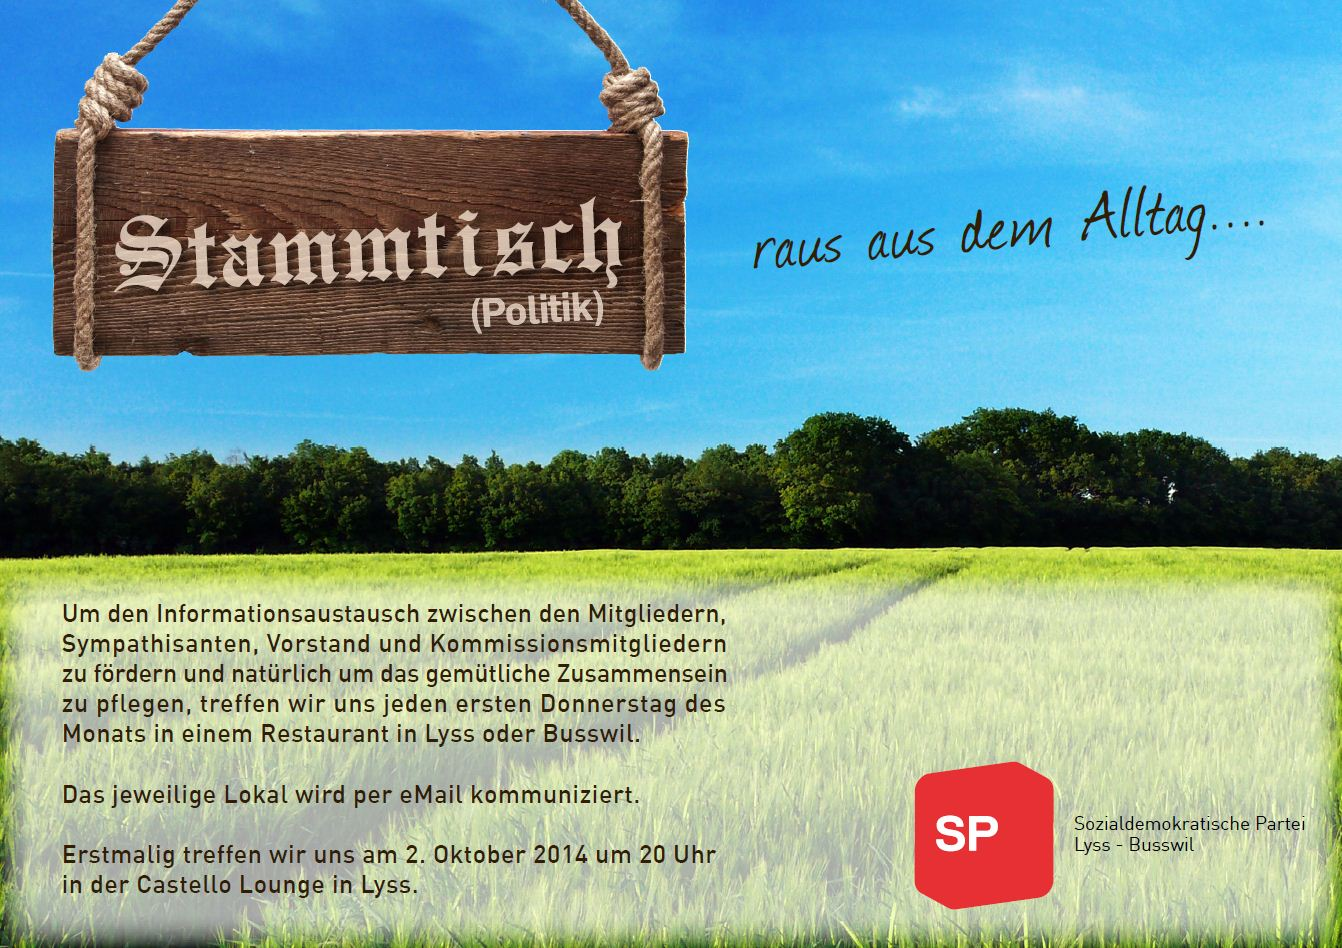 Stammtisch
(Politik)
raus aus dem Alltag....
Um den Informationsaustausch zwischen den Mitgliedern,
Sympathisanten, Vorstand und Kommissionsmitgliedern
zu fördern und natürlich um das gemütliche Zusammensein
zu pflegen, treffen wir uns jeden ersten Donnerstag des
Monats in einem Restaurant in Lyss oder Busswil.
Das jeweilige Lokal wird per eMail kommuniziert.
Erstmalig treffen wir uns am 2. Oktober 2014 um 20 Uhr
in der Castello Lounge in Lyss.
SP
Sozialdemokratische Partei
Lyss - Busswil